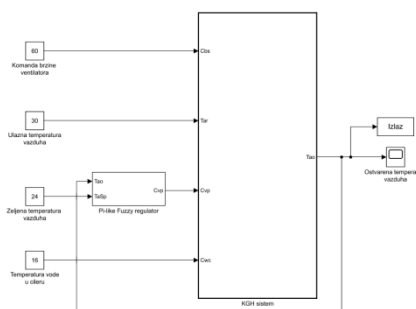 60
Komanda brzine
ventilatora
Cbs
30
Ulazna temperatura
vazduha
Tar
Izlaz
Tao
Ostvarena tempera
vazduha
Tao
TaSp
Cvp
Cvp
PI-like Fuzzy regulator
24
Zeljena temperatura
vazduha
16
Temperatura vode
u cileru
Cwc
KGH sistem